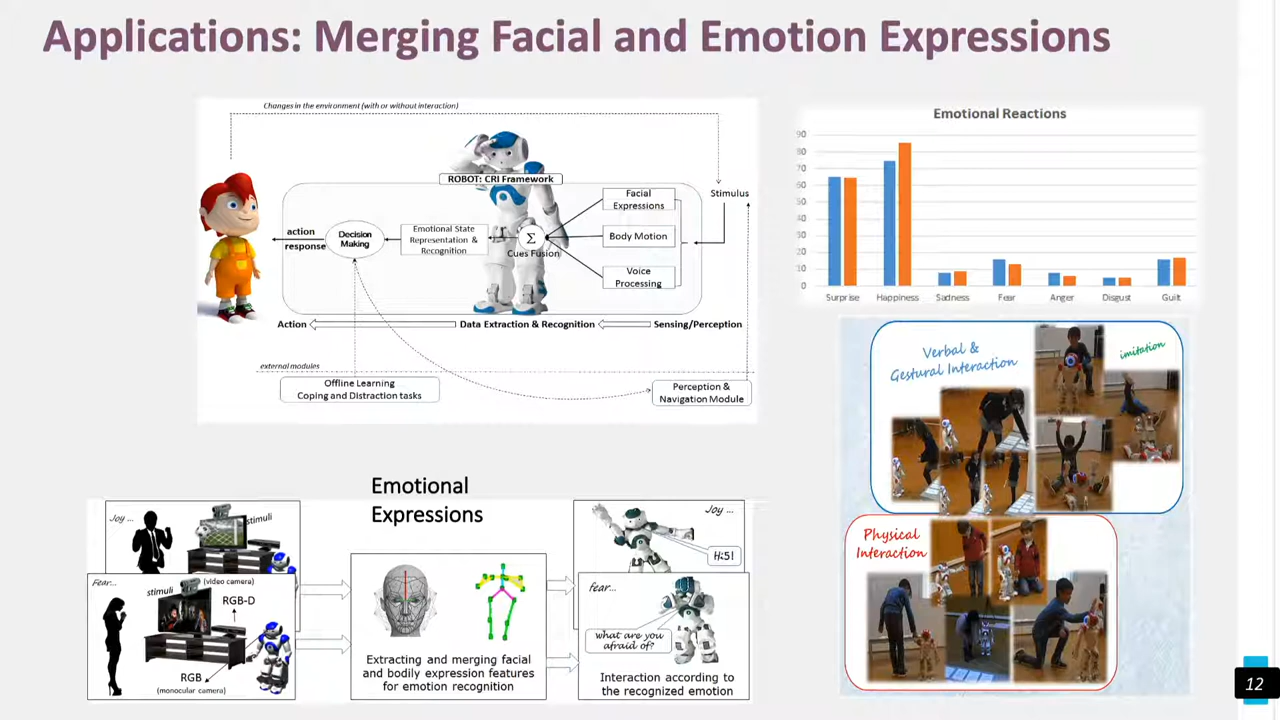 Applications: Merging Facial and Emotion Expressions
Changes in the environment (with or without interaction)
ROBOT: CRI Framework
Facial
Expressions
Stimulus
action
response
Decision
Making
Emotional State
Representation &
Recognition
Σ
Cues Fusion
Body Motion
Voice
Processing
Action
Data Extraction & Recognition
Sensing/Perception
external modules
Offline Learning
Coping and Distraction tasks
Perception &
Navigation Module
Emotional Reactions
90
80
70
60
50
40
30
20
10
0
Surprise
Happiness
Sadness
Fear
Anger
Disgust
Guilt
Verbal &
Gestural Interaction
imitation
Physical
Interaction
Emotional
Expressions
Joy ...
stimuli
Fear...
stimuli
(video camera)
RGB-D
RGB
(monocular camera)
Extracting and merging facial
and bodily expression features
for emotion recognition
Joy ...
Hi5!
fear...
what are you
afraid of?
Interaction according to
the recognized emotion
12